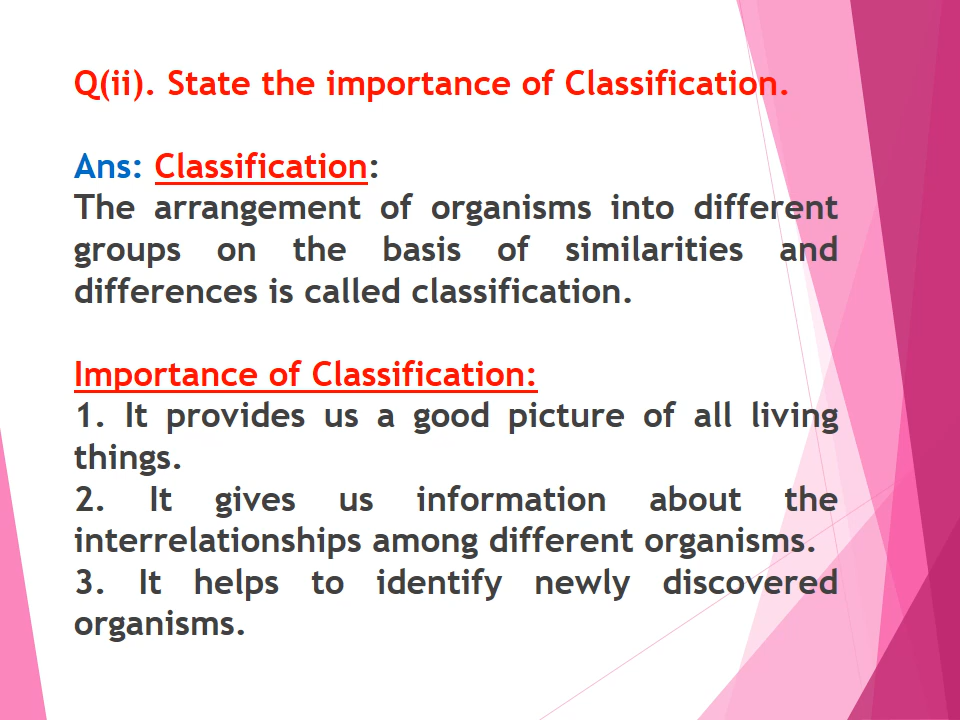 Q(ii). State the importance of Classification.
Ans: Classification:
The arrangement of organisms into different
groups on the basis of similarities and
differences is called classification.
Importance of Classification:
1. It provides us a good picture of all living
things.
2. It gives us information about the
interrelationships among different organisms.
3. It helps to identify newly discovered
organisms.